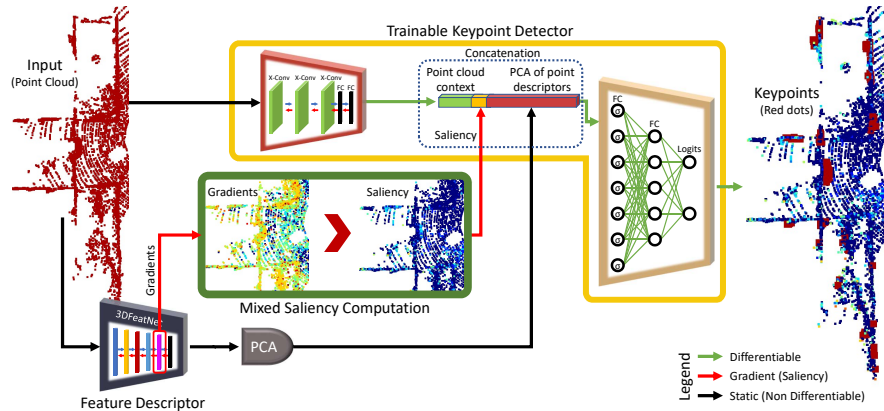 Trainable Keypoint Detector
Input
(Point Cloud)
X-Conv
X-Conv
X-Conv
FC
FC
Concatenation
Point cloud
context
PCA of point
descriptors
Saliency
FC
FC
Logits
σ
σ
σ
σ
σ
σ
σ
Keypoints
(Red dots)
Gradients
Saliency
Gradients
Mixed Saliency Computation
3DFeatNet
PCA
Feature Descriptor
Legend
Differentiable
Gradient (Saliency)
Static (Non Differentiable)